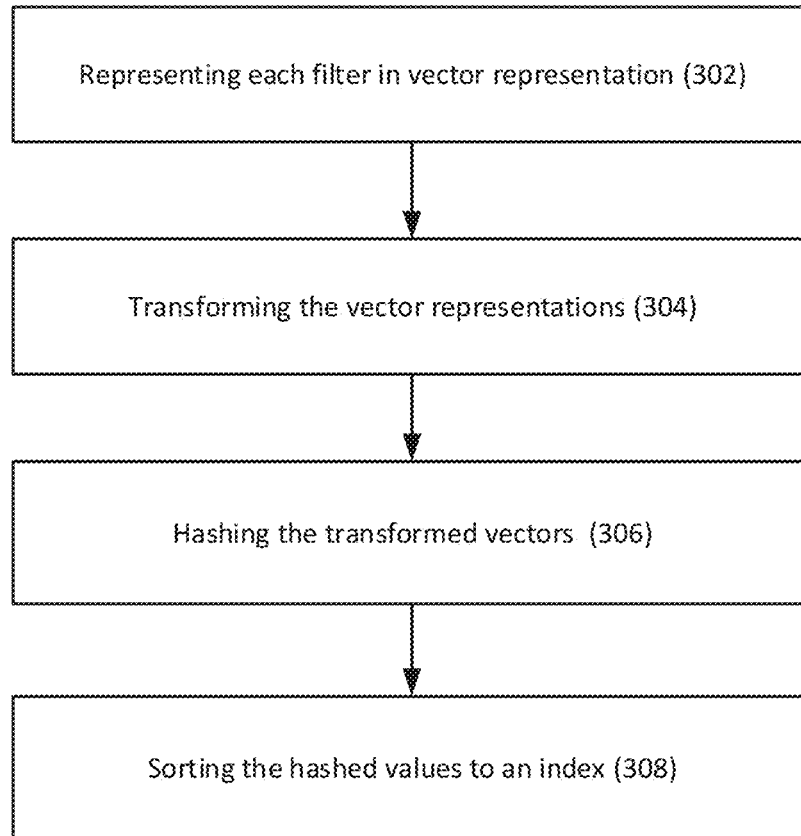 Representing each filter in vector representation (302)
Transforming the vector representations (304)
Hashing the transformed vectors (306)
Sorting the hashed values to an index (308)